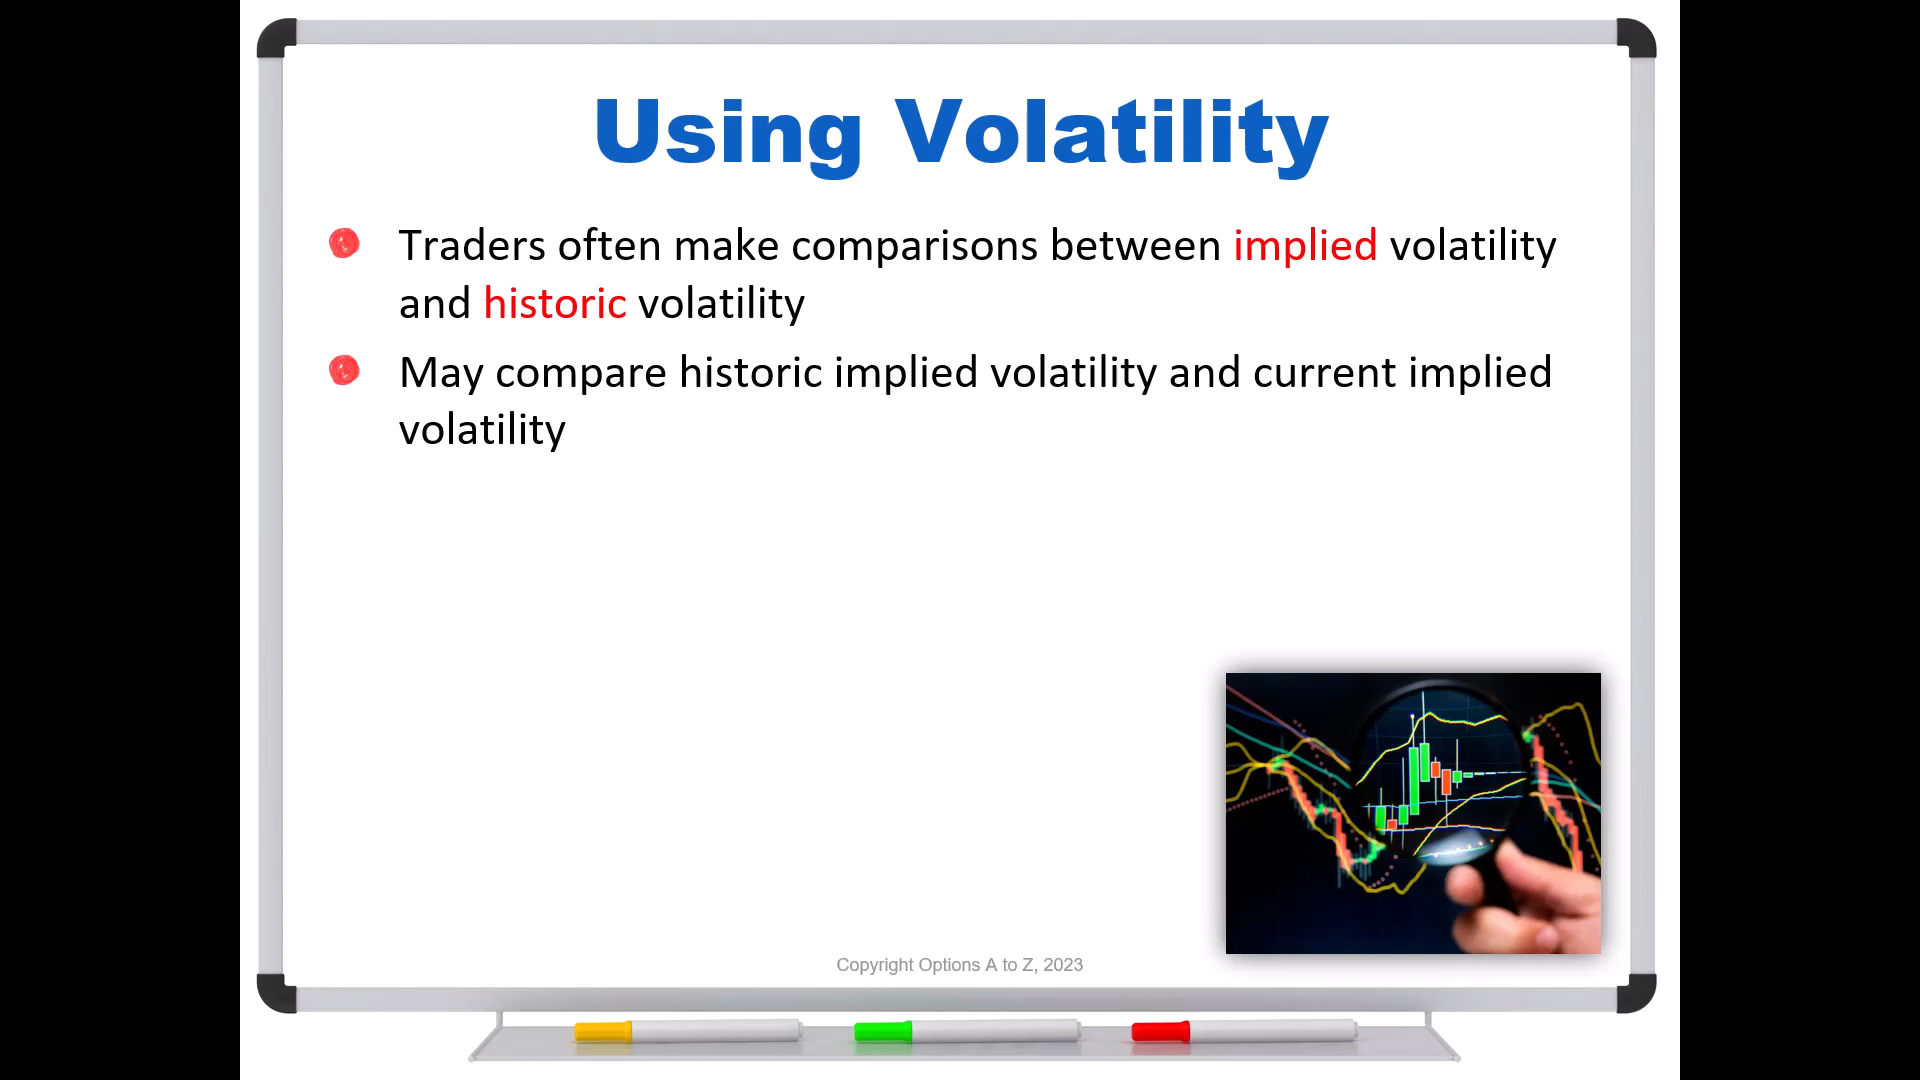 Using Volatility
Traders often make comparisons between implied volatility
and historic volatility
May compare historic implied volatility and current implied
volatility
Copyright Options A to Z, 2023